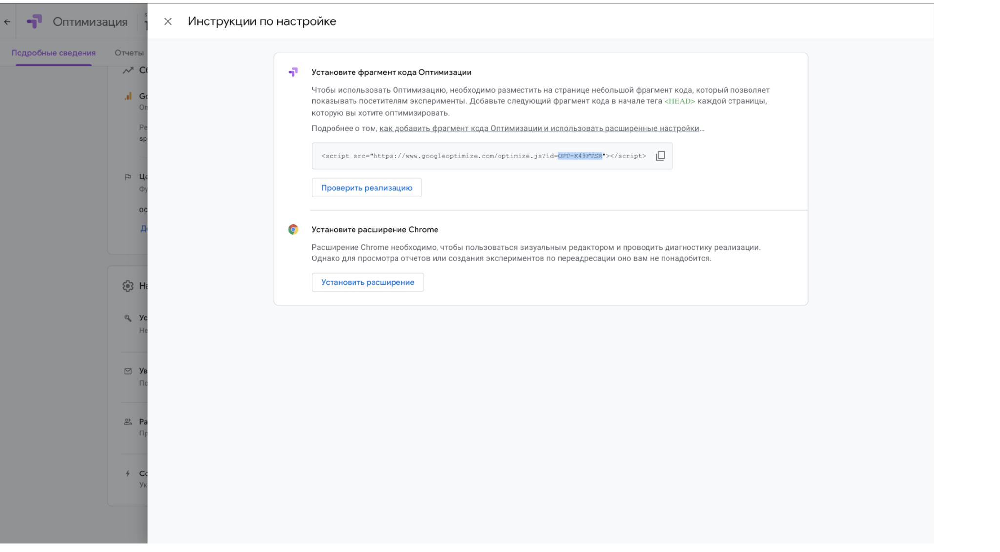 Оптимизация
Инструкции по настройке
Подробные сведения
Отчеты
Установите фрагмент кода Оптимизации
Чтобы использовать Оптимизацию, необходимо разместить на странице небольшой фрагмент кода, который позволяет
показывать посетителям эксперименты. Добавьте следующий фрагмент кода в начале тега <HEAD> каждой страницы,
которую вы хотите оптимизировать.
Подробнее о том, как добавить фрагмент кода Оптимизации и использовать расширенные настройки…
<script src="https://www.googleoptimize.com/optimize.js?id=OPT-K49FTSR"></script>
Проверить реализацию
Установите расширение Chrome
Расширение Chrome необходимо, чтобы пользоваться визуальным редактором и проводить диагностику реализации.
Однако для просмотра отчетов или создания экспериментов по переадресации оно вам не понадобится.
Установить расширение